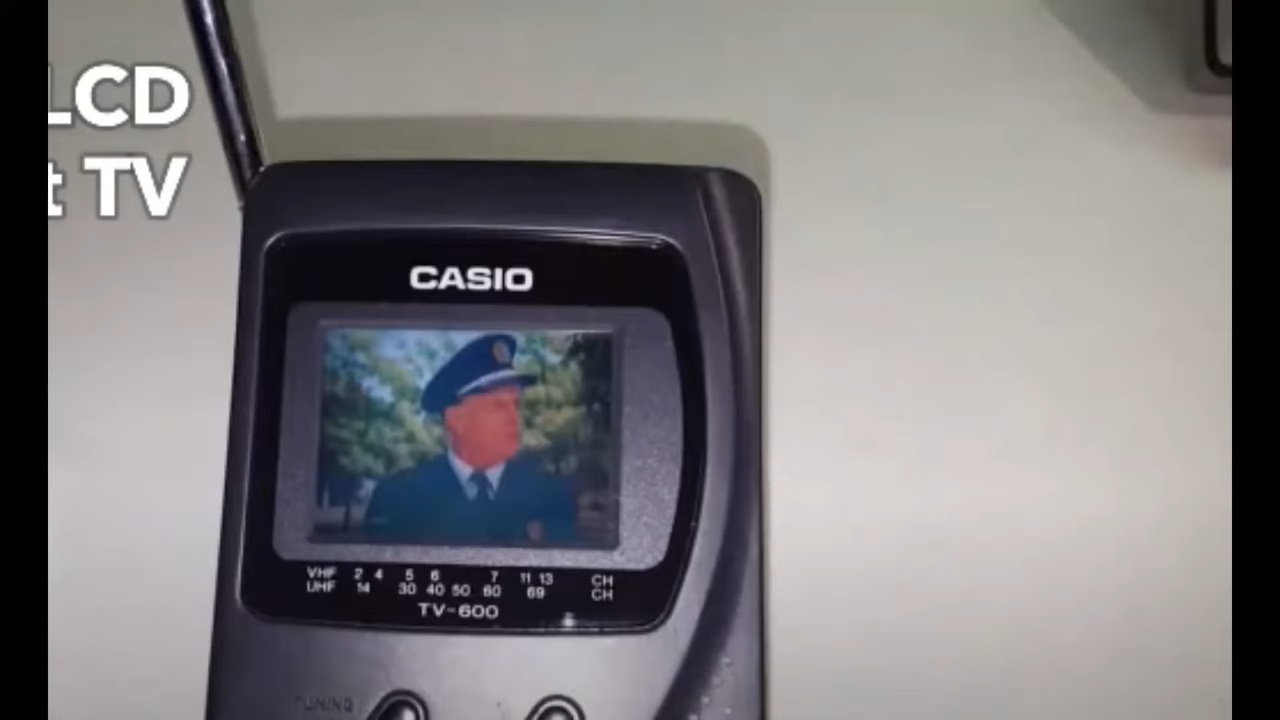 LCD
t TV
CASIO
VHF 2 4 5 6 7 11 13 CH
UHF 14 30 40 50 60 69 CH
TV-600
TUNING